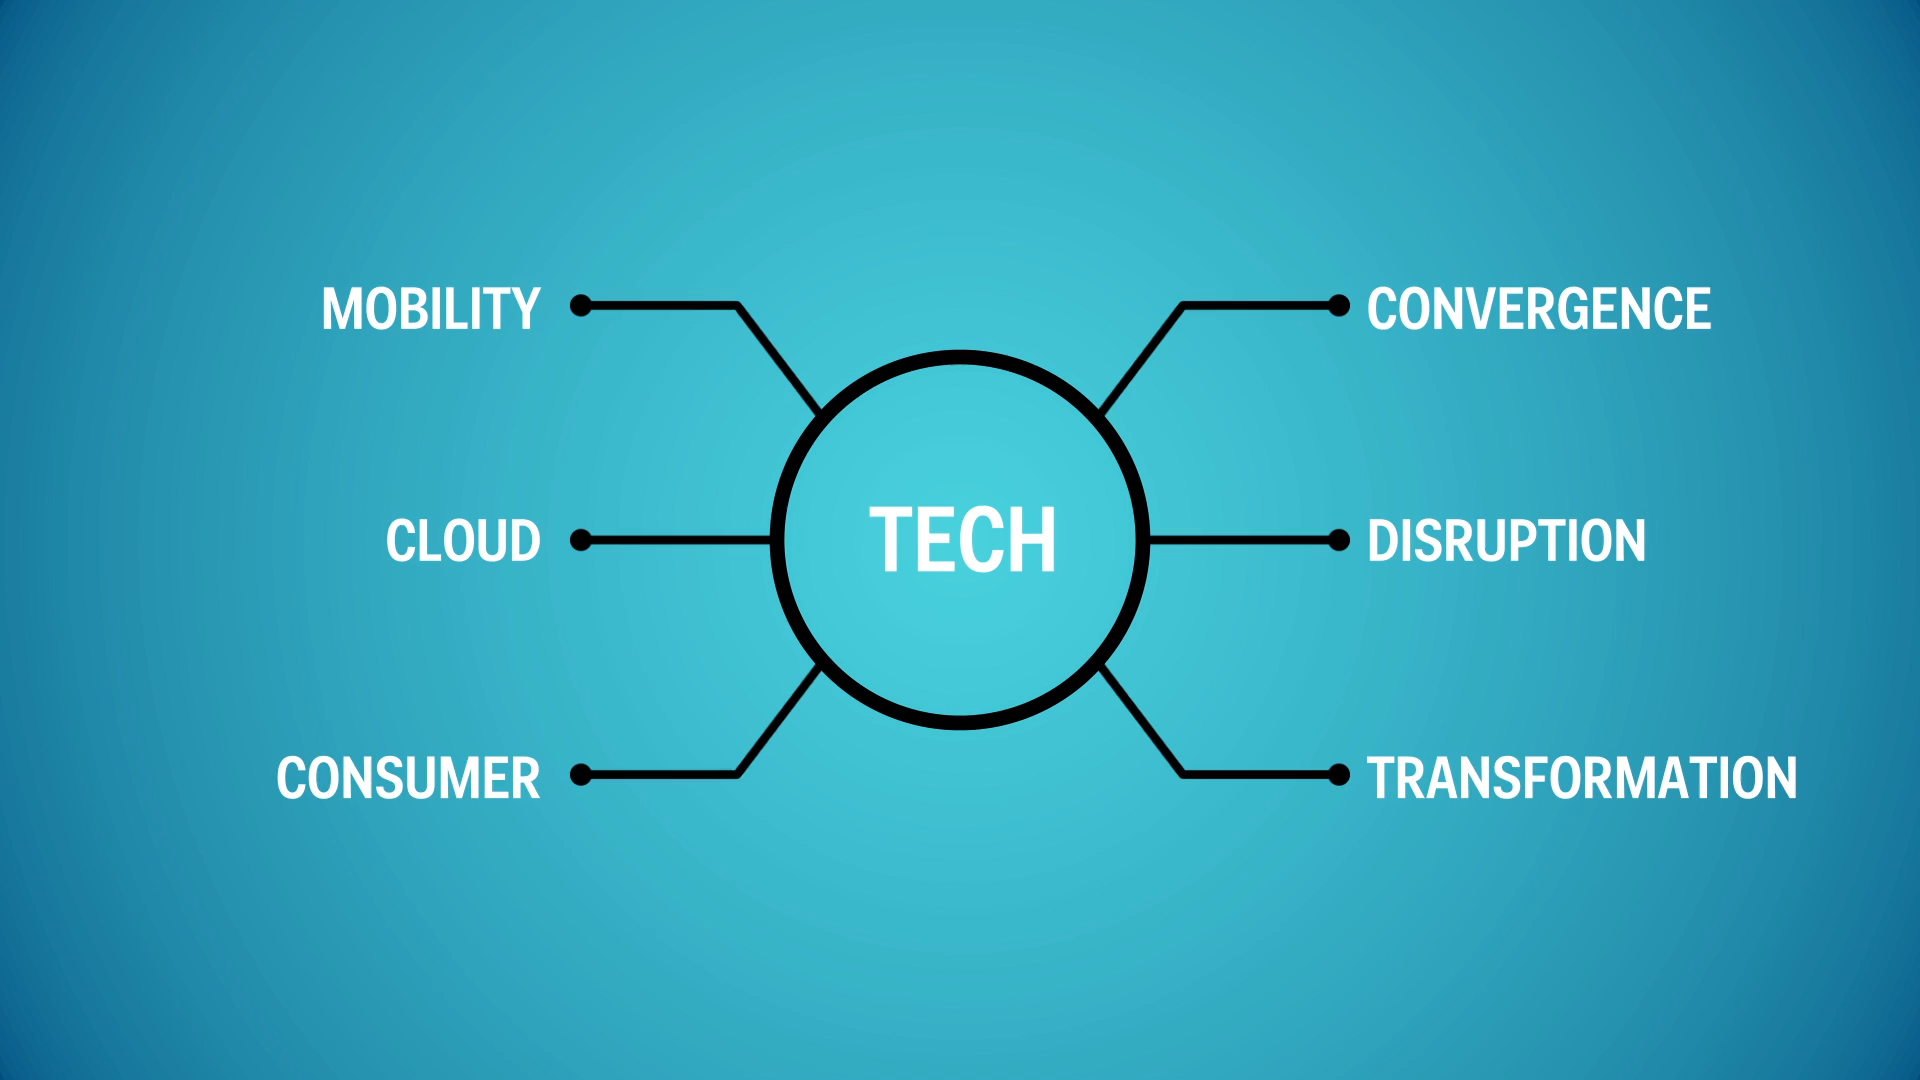 MOBILITY
CONVERGENCE
CLOUD
TECH
DISRUPTION
CONSUMER
TRANSFORMATION